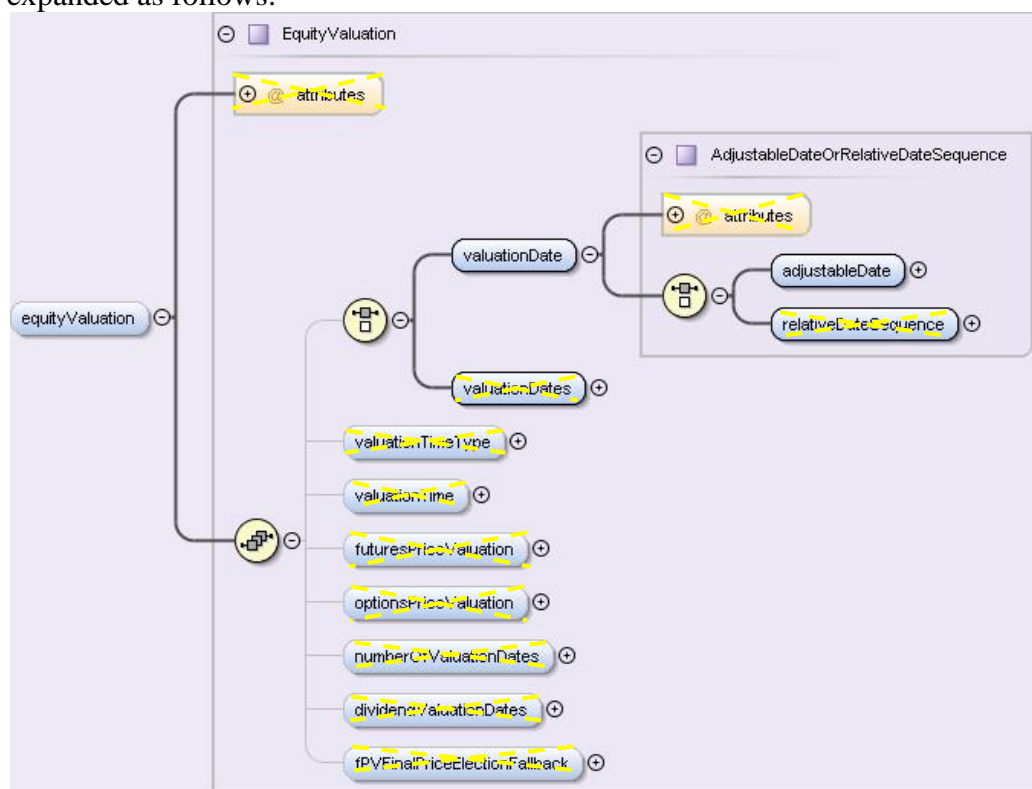 expanded as follows:
EquityValuation
@ attributes
AdjustableDateOrRelativeDateSequence
@ attributes
valuationDate
adjustableDate
equityValuation
relativeDateSequence
valuationDates
valuationTimeType
valuationTime
futuresPriceValuation
optionsPriceValuation
numberOfValuationDates
dividendValuationDates
fPVFinalPriceElectionFallback